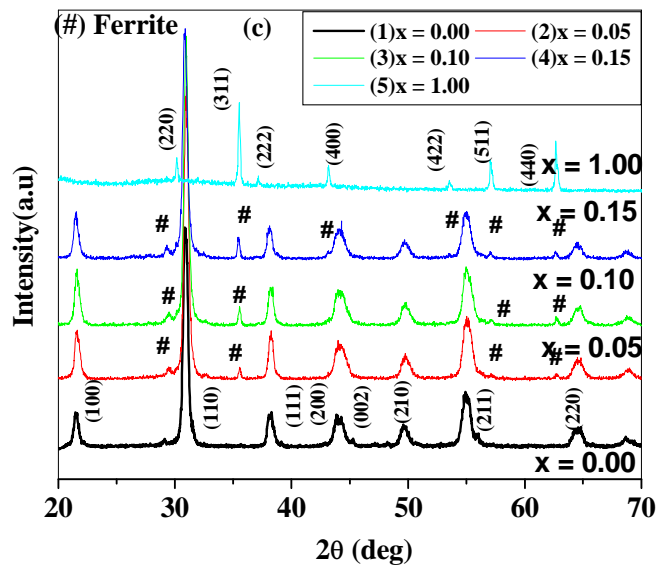 (#) Ferrite
(c)
(1)x = 0.00
(2)x = 0.05
(3)x = 0.10
(4)x = 0.15
(5)x = 1.00
(220)
(311)
(222)
(400)
(422)
(511)
(440)
x = 1.00
# # # # # #
x = 0.15
# # # #
x = 0.10
# # # #
x = 0.05
(100)
(110)
(111)
(200)
(002)
(210)
(211)
(220)
x = 0.00
Intensity(a.u)
20 30 40 50 60 70
2θ (deg)